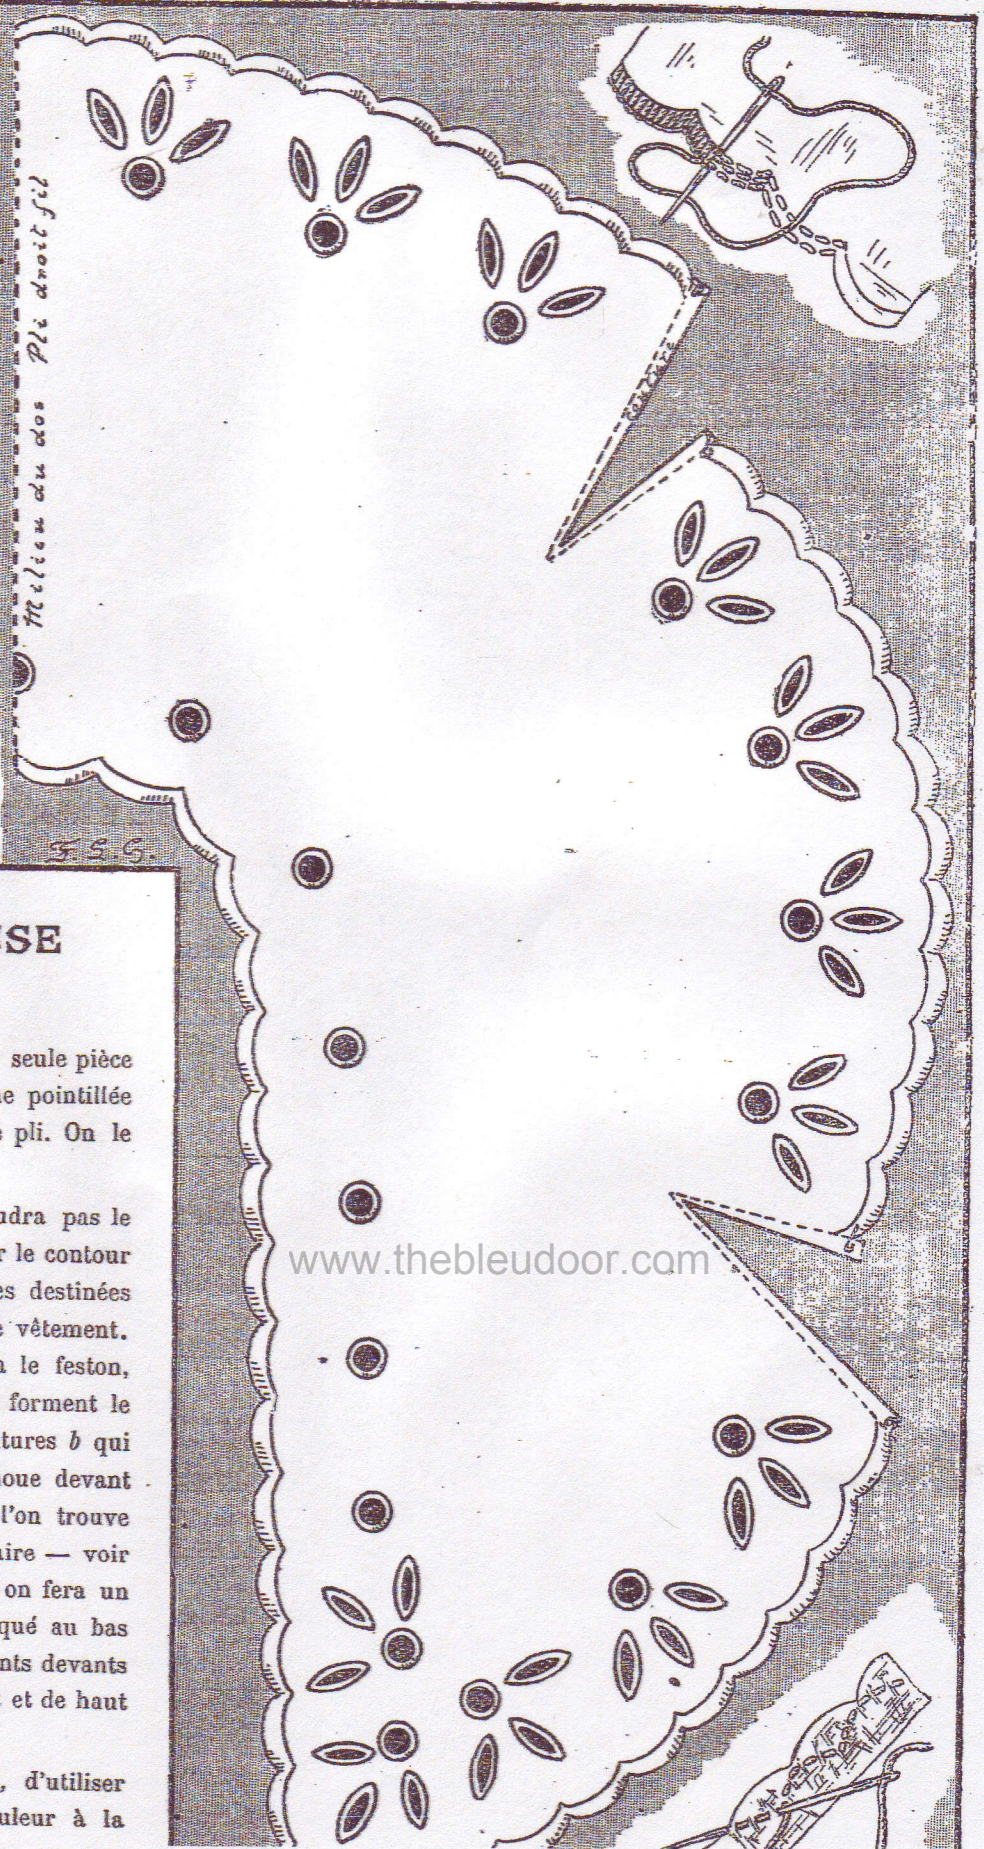 Milieu du dos Pli droit fil
couture
F. S. G.
SE
seule pièce
e pointillée
pli. On le
udra pas le
r le contour
es destinées
e vêtement.
n le feston,
forment le
tures b qui
oue devant
l'on trouve
aire — voir
on fera un
qué au bas
nts devants
et de haut
, d'utiliser
uleur à la
www.thebleudoor.com